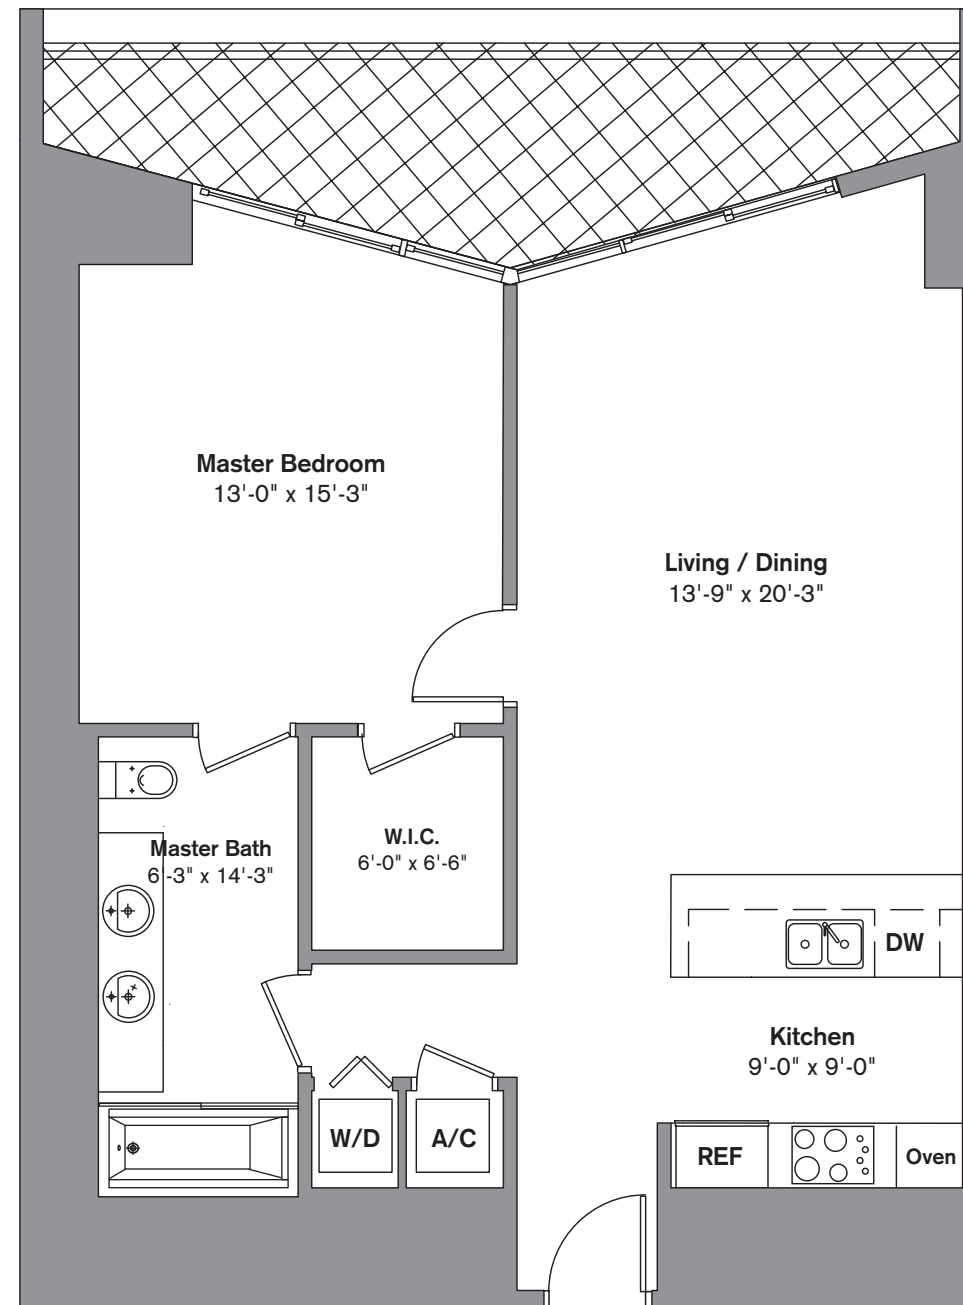 Master Bedroom
13'-0" x 15'-3"
Living / Dining
13'-9" x 20'-3"
Master Bath
6'-3" x 14'-3"
W.I.C.
6'-0" x 6'-6"
DW
Kitchen
9'-0" x 9'-0"
W/D
A/C
REF
Oven